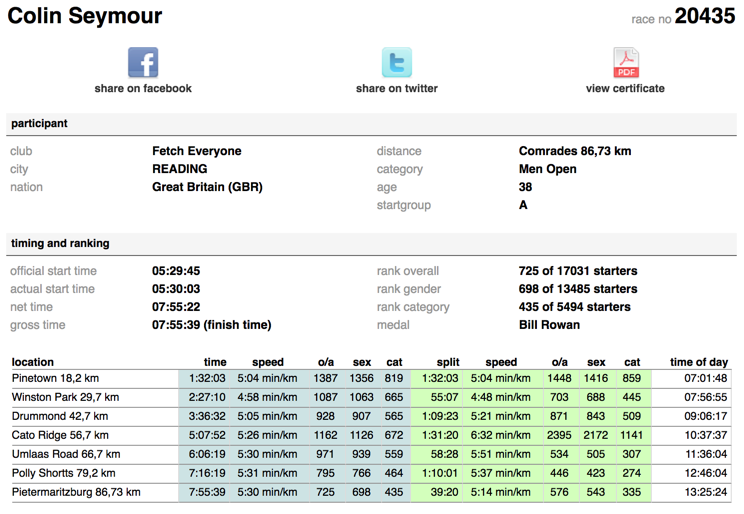 Colin Seymour race no 20435
share on facebook share on twitter PDF view certificate
participant
club Fetch Everyone distance Comrades 86,73 km
city READING category Men Open
nation Great Britain (GBR) age 38
startgroup A
timing and ranking
official start time 05:29:45 rank overall 725 of 17031 starters
actual start time 05:30:03 rank gender 698 of 13485 starters
net time 07:55:22 rank category 435 of 5494 starters
gross time 07:55:39 (finish time) medal Bill Rowan
location time speed o/a sex cat split speed o/a sex cat time of day
Pinetown 18,2 km 1:32:03 5:04 min/km 1387 1356 819 1:32:03 5:04 min/km 1448 1416 859 07:01:48
Winston Park 29,7 km 2:27:10 4:58 min/km 1087 1063 665 55:07 4:48 min/km 703 688 445 07:56:55
Drummond 42,7 km 3:36:32 5:05 min/km 928 907 565 1:09:23 5:21 min/km 871 843 509 09:06:17
Cato Ridge 56,7 km 5:07:52 5:26 min/km 1162 1126 672 1:31:20 6:32 min/km 2395 2172 1141 10:37:37
Umlaas Road 66,7 km 6:06:19 5:30 min/km 971 939 559 58:28 5:51 min/km 534 505 307 11:36:04
Polly Shortts 79,2 km 7:16:19 5:31 min/km 795 766 464 1:10:01 5:37 min/km 446 423 274 12:46:04
Pietermaritzburg 86,73 km 7:55:39 5:30 min/km 725 698 435 39:20 5:14 min/km 576 543 335 13:25:24